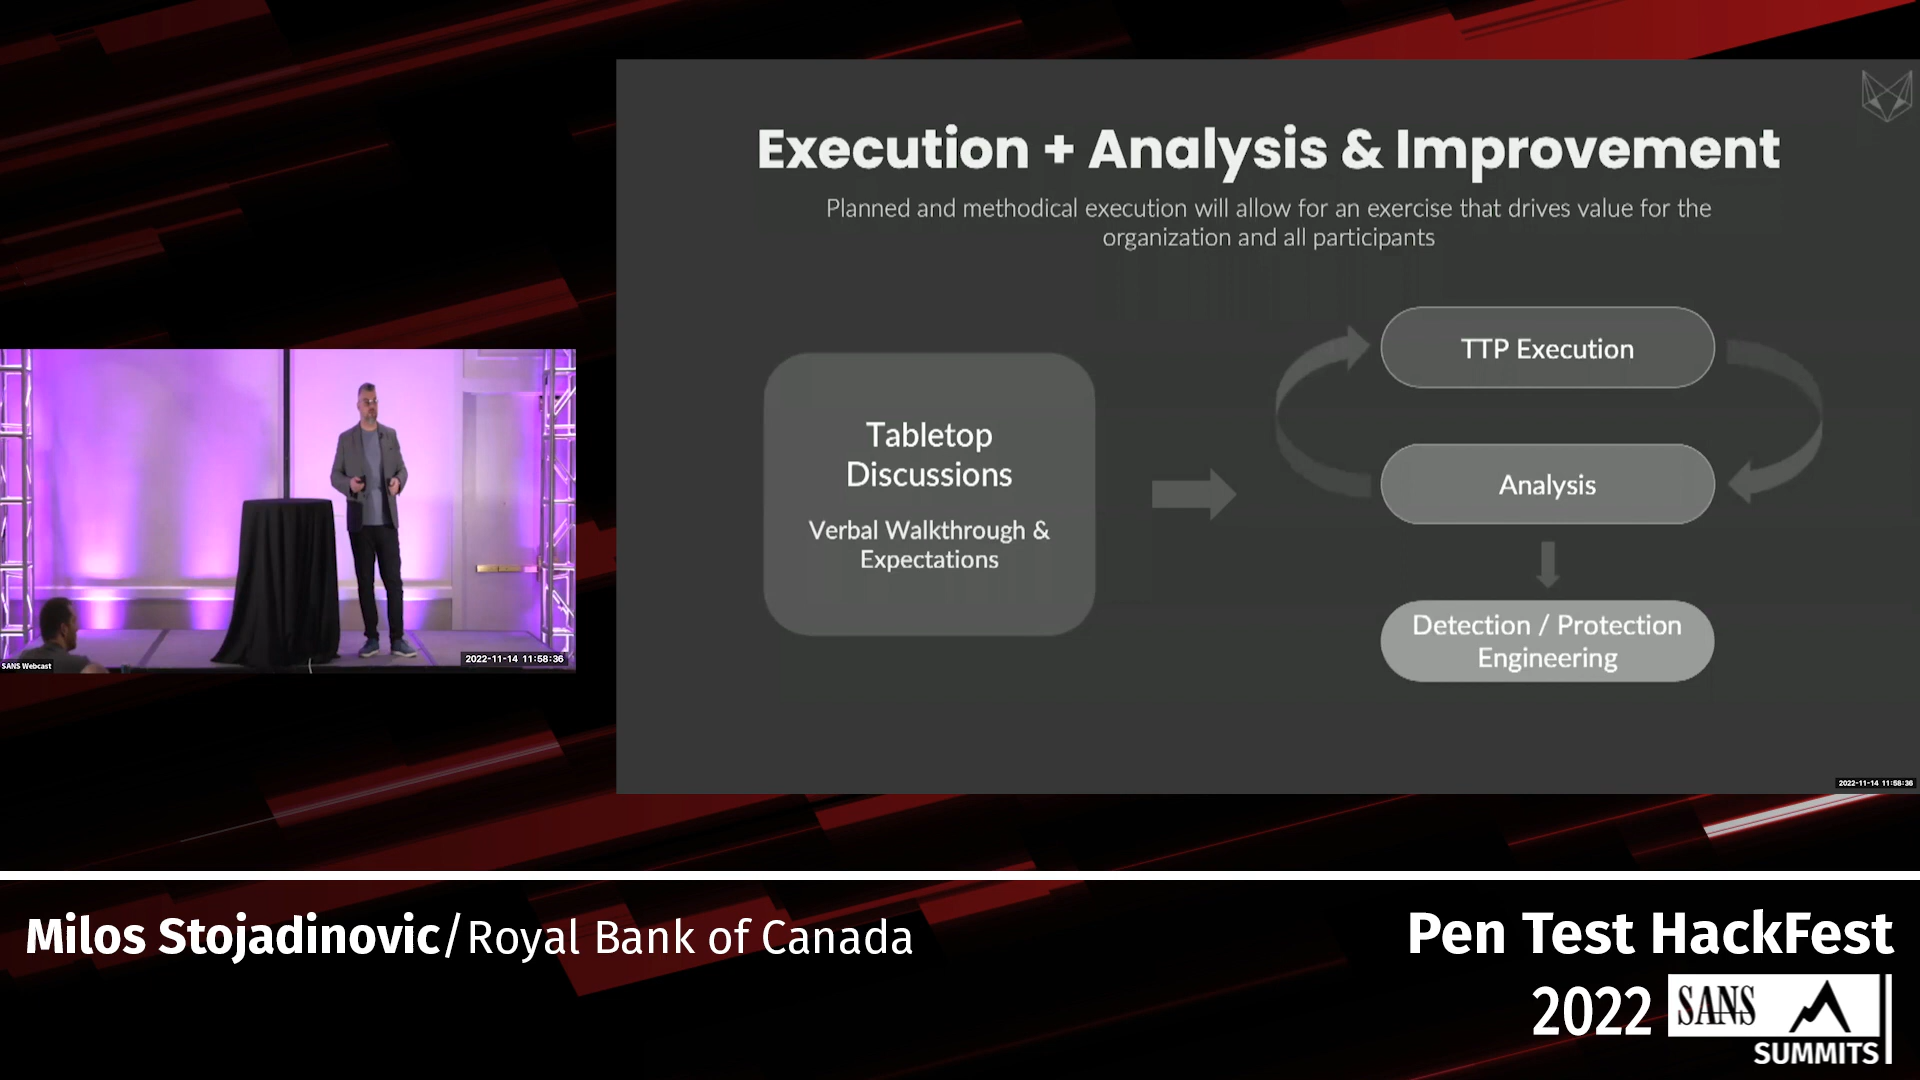 Execution + Analysis & Improvement
Planned and methodical execution will allow for an exercise that drives value for the
organization and all participants
Tabletop
Discussions
Verbal Walkthrough &
Expectations
TTP Execution
Analysis
Detection / Protection
Engineering
2022-11-14 11:58:36
SANS Webcast
2022-11-14 11:58:36
Milos Stojadinovic/Royal Bank of Canada
Pen Test HackFest
2022
SANS
SUMMITS